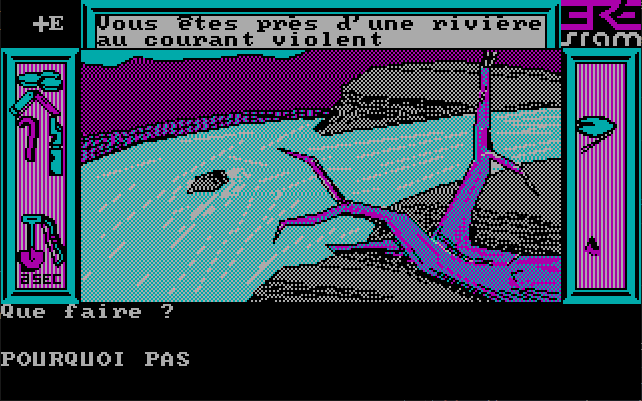 +E
Vous êtes près d'une rivière
au courant violent
ERE
sram
Que faire ?
POURQUOI PAS